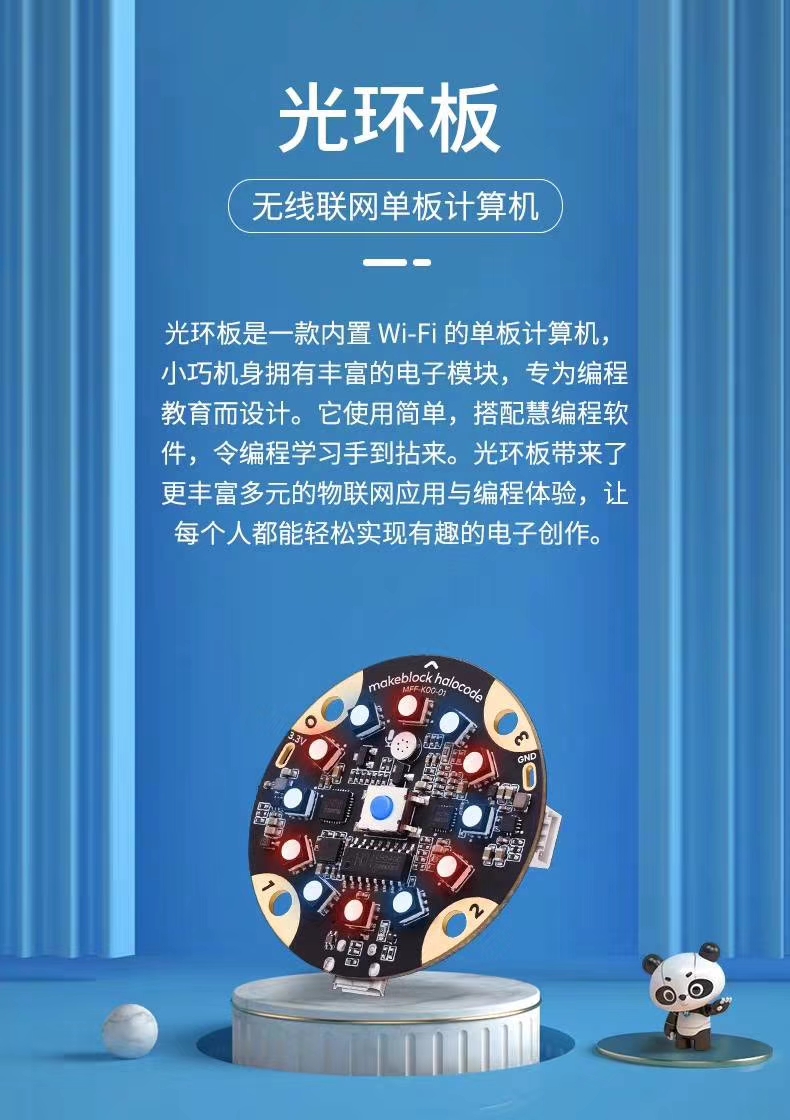 光环板
无线联网单板计算机
光环板是一款内置 Wi-Fi 的单板计算机，
小巧机身拥有丰富的电子模块，专为编程
教育而设计。它使用简单，搭配慧编程软
件，令编程学习手到拈来。光环板带来了
更丰富多元的物联网应用与编程体验，让
每个人都能轻松实现有趣的电子创作。
makeblock halocode
MFF-K00-01
0
3
3.3V
GND
1
2